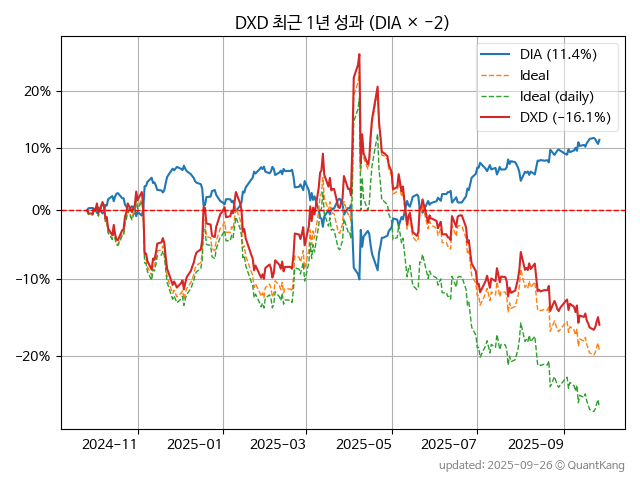 DXD 최근 1년 성과 (DIA × −2)
DIA (11.4%)
Ideal
Ideal (daily)
DXD (−16.1%)
20%
10%
0%
−10%
−20%
2024-11
2025-01
2025-03
2025-05
2025-07
2025-09
updated: 2025-09-26 © QuantKang